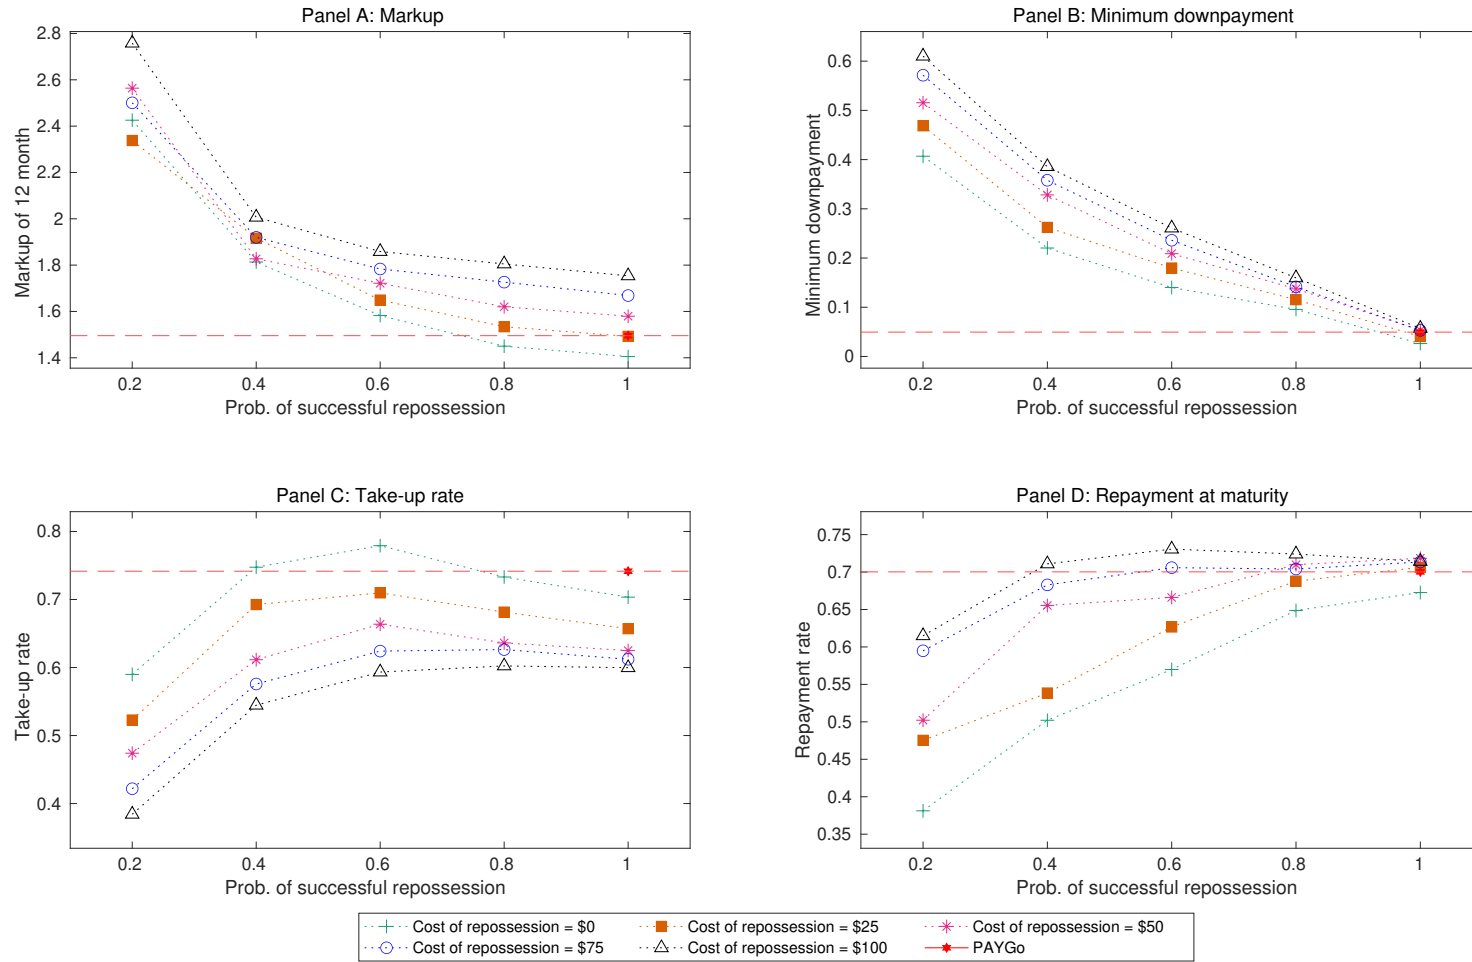 Panel A: Markup
2.8
2.6
2.4
2.2
2
1.8
1.6
1.4
Markup of 12 month
0.2 0.4 0.6 0.8 1
Prob. of successful repossession
Panel B: Minimum downpayment
0.6
0.5
0.4
0.3
0.2
0.1
0
Minimum downpayment
0.2 0.4 0.6 0.8 1
Prob. of successful repossession
Panel C: Take-up rate
0.8
0.7
0.6
0.5
0.4
Take-up rate
0.2 0.4 0.6 0.8 1
Prob. of successful repossession
Panel D: Repayment at maturity
0.75
0.7
0.65
0.6
0.55
0.5
0.45
0.4
0.35
Repayment rate
0.2 0.4 0.6 0.8 1
Prob. of successful repossession
Cost of repossession = $0 Cost of repossession = $25 Cost of repossession = $50
Cost of repossession = $75 Cost of repossession = $100 PAYGo